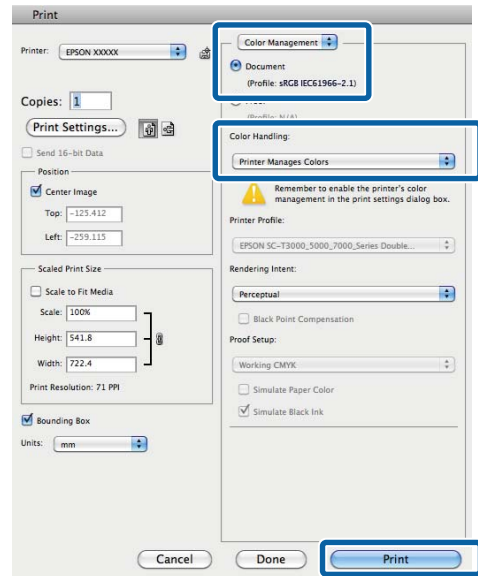 Print
Printer: EPSON XXXXX
Copies: 1
Print Settings...
Send 16-bit Data
Position
Center Image
Top: -125.412
Left: -259.115
Scaled Print Size
Scale to Fit Media
Scale: 100%
Height: 541.8
Width: 722.4
Print Resolution: 71 PPI
Bounding Box
Units: mm
Color Management
Document
(Profile: sRGB IEC61966-2.1)
(Profile: N/A)
Color Handling:
Printer Manages Colors
Remember to enable the printer's color
management in the print settings dialog box.
Printer Profile:
EPSON SC-T3000_5000_7000_Series Double...
Rendering Intent:
Perceptual
Black Point Compensation
Proof Setup:
Working CMYK
Simulate Paper Color
Simulate Black Ink
Cancel
Done
Print